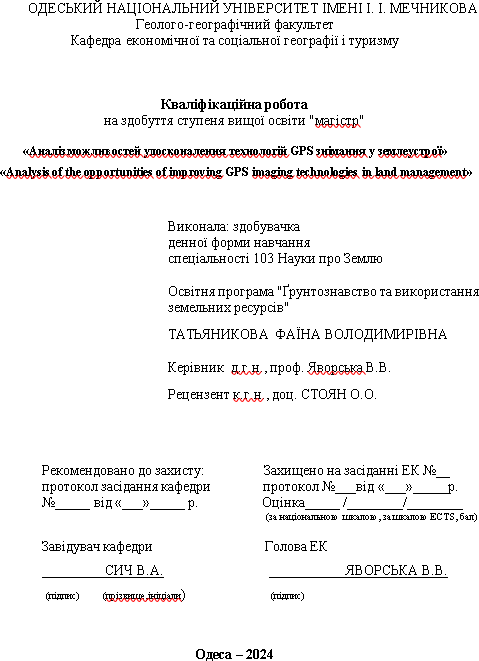 ОДЕСЬКИЙ НАЦІОНАЛЬНИЙ УНІВЕРСИТЕТ ІМЕНІ І. І. МЕЧНИКОВА
Геолого-географічний факультет
Кафедра економічної та соціальної географії і туризму
Кваліфікаційна робота
на здобуття ступеня вищої освіти "магістр"
«Аналіз можливостей удосконалення технологій GPS знімання у землеустрої»
«Analysis of the opportunities of improving GPS imaging technologies in land management»
Виконала: здобувачка
денної форми навчання
спеціальності 103 Науки про Землю
Освітня програма "Ґрунтознавство та використання
земельних ресурсів"
ТАТЬЯНИКОВА ФАЇНА ВОЛОДИМИРІВНА
Керівник д.г.н., проф. Яворська В.В.
Рецензент к.г.н., доц. СТОЯН О.О.
Рекомендовано до захисту: Захищено на засіданні ЕК №__
протокол засідання кафедри протокол №___від «___»_____р.
№_____ від «___»_____ р. Оцінка_____ /________/________
(за національною шкалою, за шкалою ECTS, бал)
Завідувач кафедри Голова ЕК
_________СИЧ В.А. ___________ЯВОРСЬКА В.В.
(підпис) (прізвище,ініціали) (підпис)
Одеса – 2024